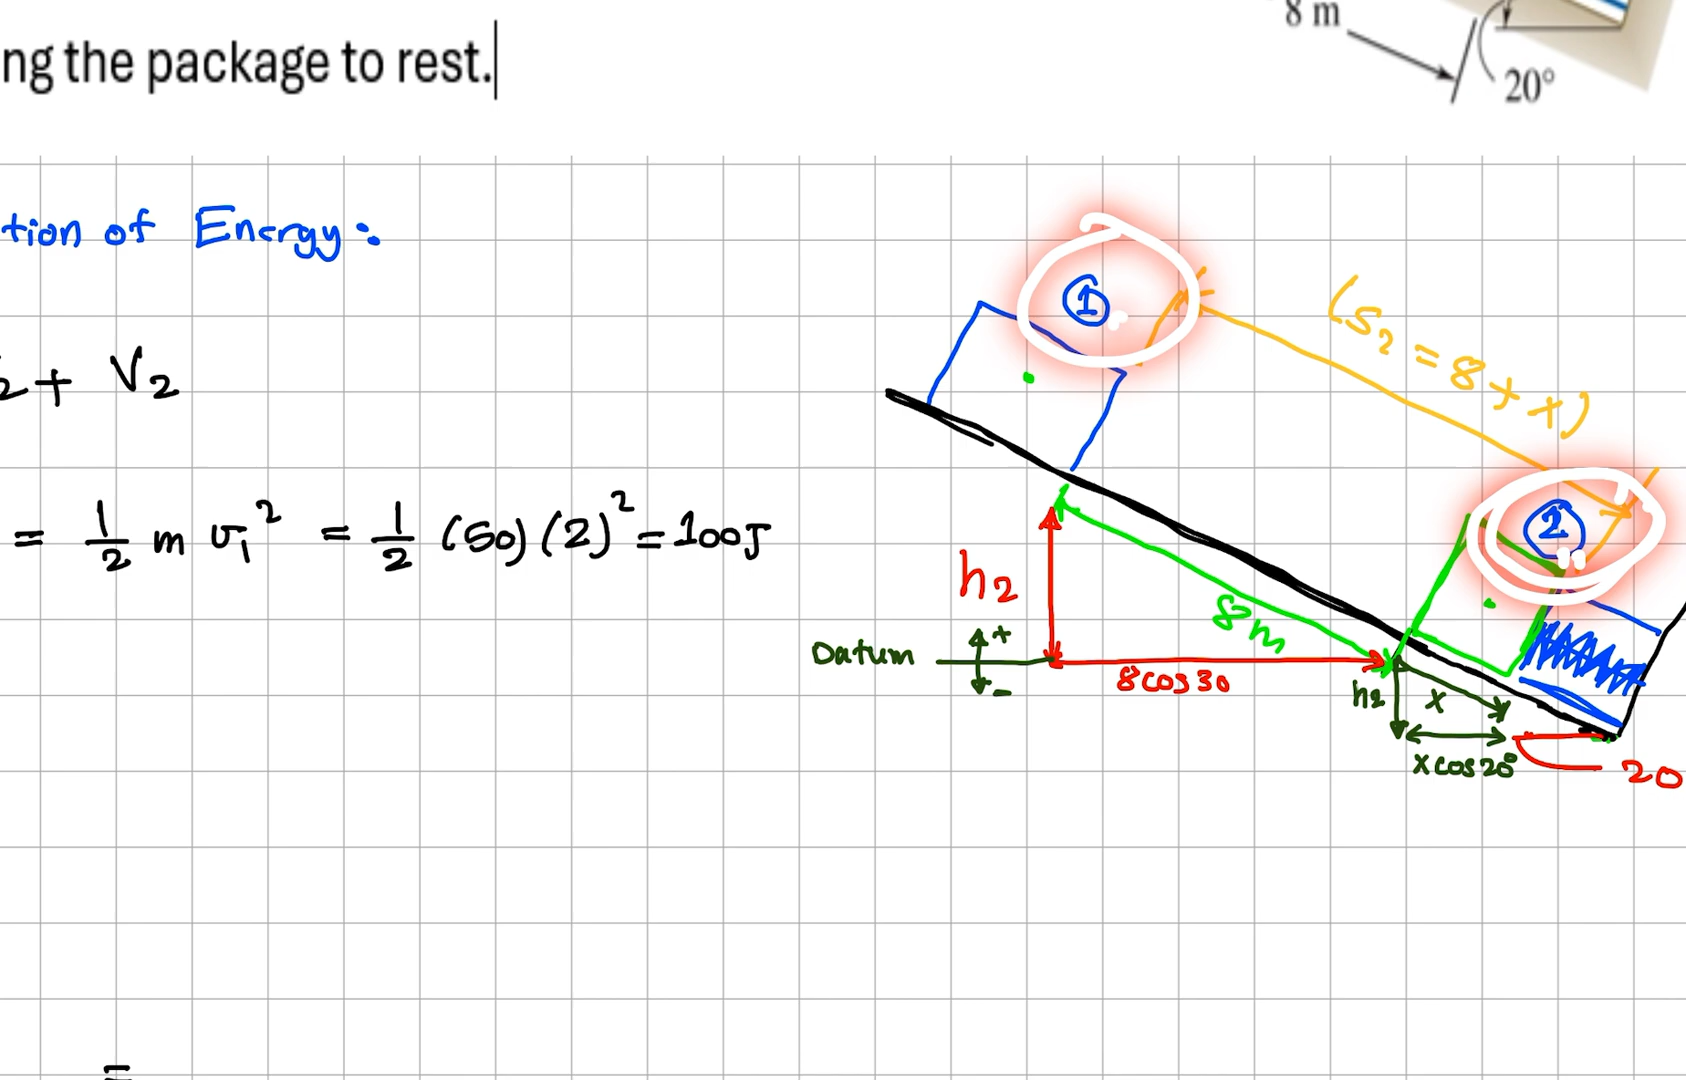 8 m
ng the package to rest.
20°
tion of Energy:
①
(s₂ = 8 + x)
2 + V₂
②
= 1/2 m v₁² = 1/2 (50) (2)² = 100J
h₂
8m
Datum
+
-
8cos30
h₂
x
xcos20°
20
=